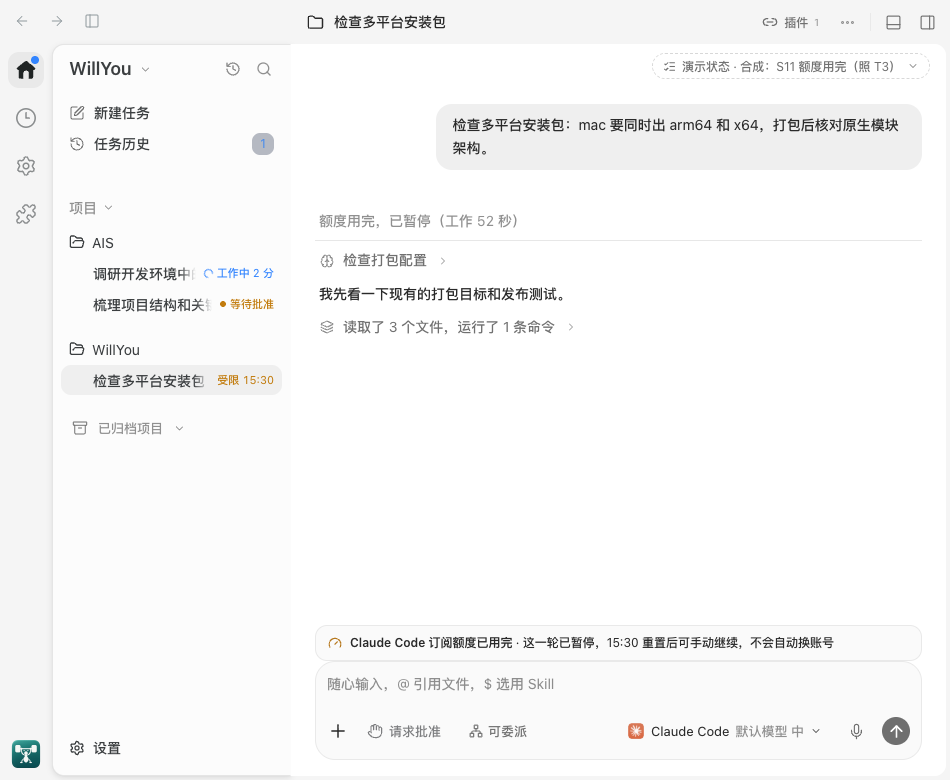 检查多平台安装包
插件 1
WillYou
演示状态 · 合成：S11 额度用完（照 T3）
新建任务
任务历史 1
检查多平台安装包：mac 要同时出 arm64 和 x64，打包后核对原生模块
架构。
项目
额度用完，已暂停（工作 52 秒）
AIS
检查打包配置
调研开发环境中 工作中 2 分
我先看一下现有的打包目标和发布测试。
梳理项目结构和关 等待批准
读取了 3 个文件，运行了 1 条命令
WillYou
检查多平台安装包 受限 15:30
已归档项目
Claude Code 订阅额度已用完 · 这一轮已暂停，15:30 重置后可手动继续，不会自动换账号
随心输入，@ 引用文件，$ 选用 Skill
请求批准 可委派 Claude Code 默认模型 中
设置